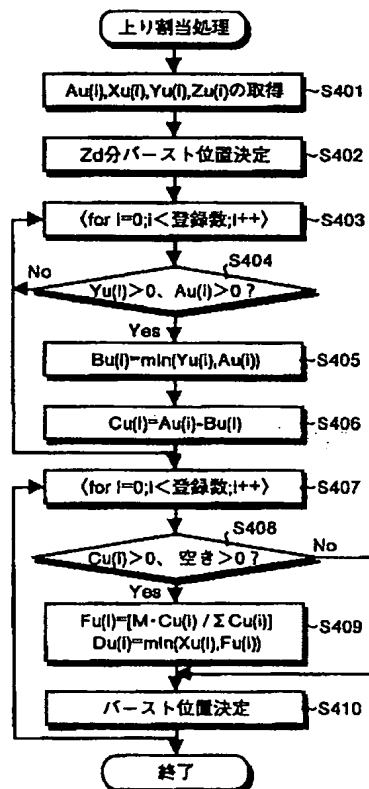 上り割当処理
Au(i),Xu(i),Yu(i),Zu(i)の取得
S401
Zd分バースト位置決定
S402
〈for i=0;i<登録数;i++〉
S403
S404
No
Yu(i)>0、Au(i)>0 ?
Yes
Bu(i)=min(Yu(i),Au(i))
S405
Cu(i)=Au(i)-Bu(i)
S406
〈for i=0;i<登録数;i++〉
S407
S408
Cu(i)>0、空き>0 ?
No
Yes
Fu(i)=[M・Cu(i) / Σ Cu(i)]
Du(i)=min(Xu(i),Fu(i))
S409
バースト位置決定
S410
終了